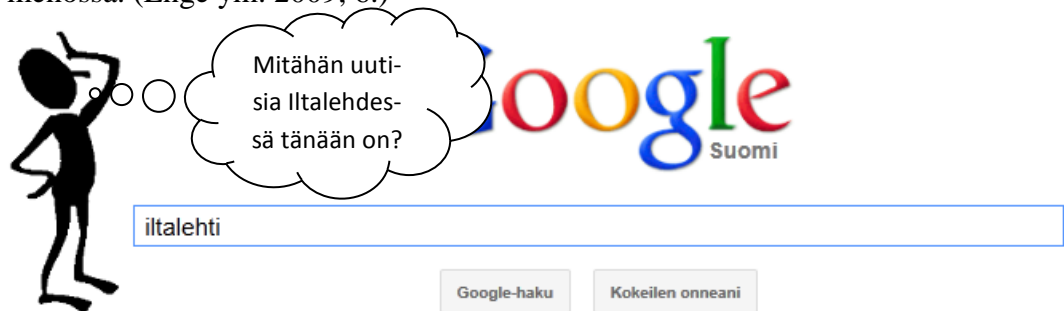 menossa. (Enge ym. 2009, 6.)
Mitähän uuti-
sia Iltalehdes-
sä tänään on?
Google
Suomi
iltalehti
Google-haku
Kokeilen onneani